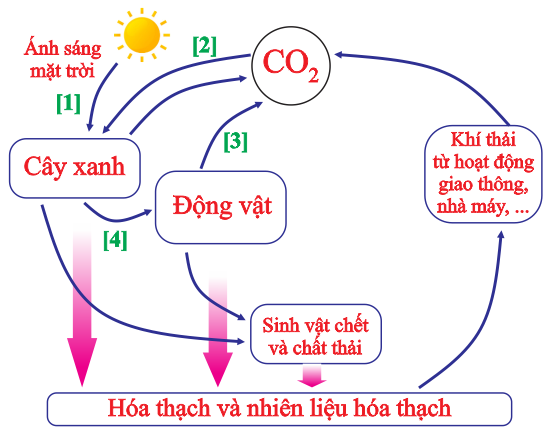 Ánh sáng
mặt trời
[1]
[2]
CO₂
[3]
Cây xanh
[4]
Động vật
Khí thải
từ hoạt động
giao thông,
nhà máy, ...
Sinh vật chết
và chất thải
Hóa thạch và nhiên liệu hóa thạch